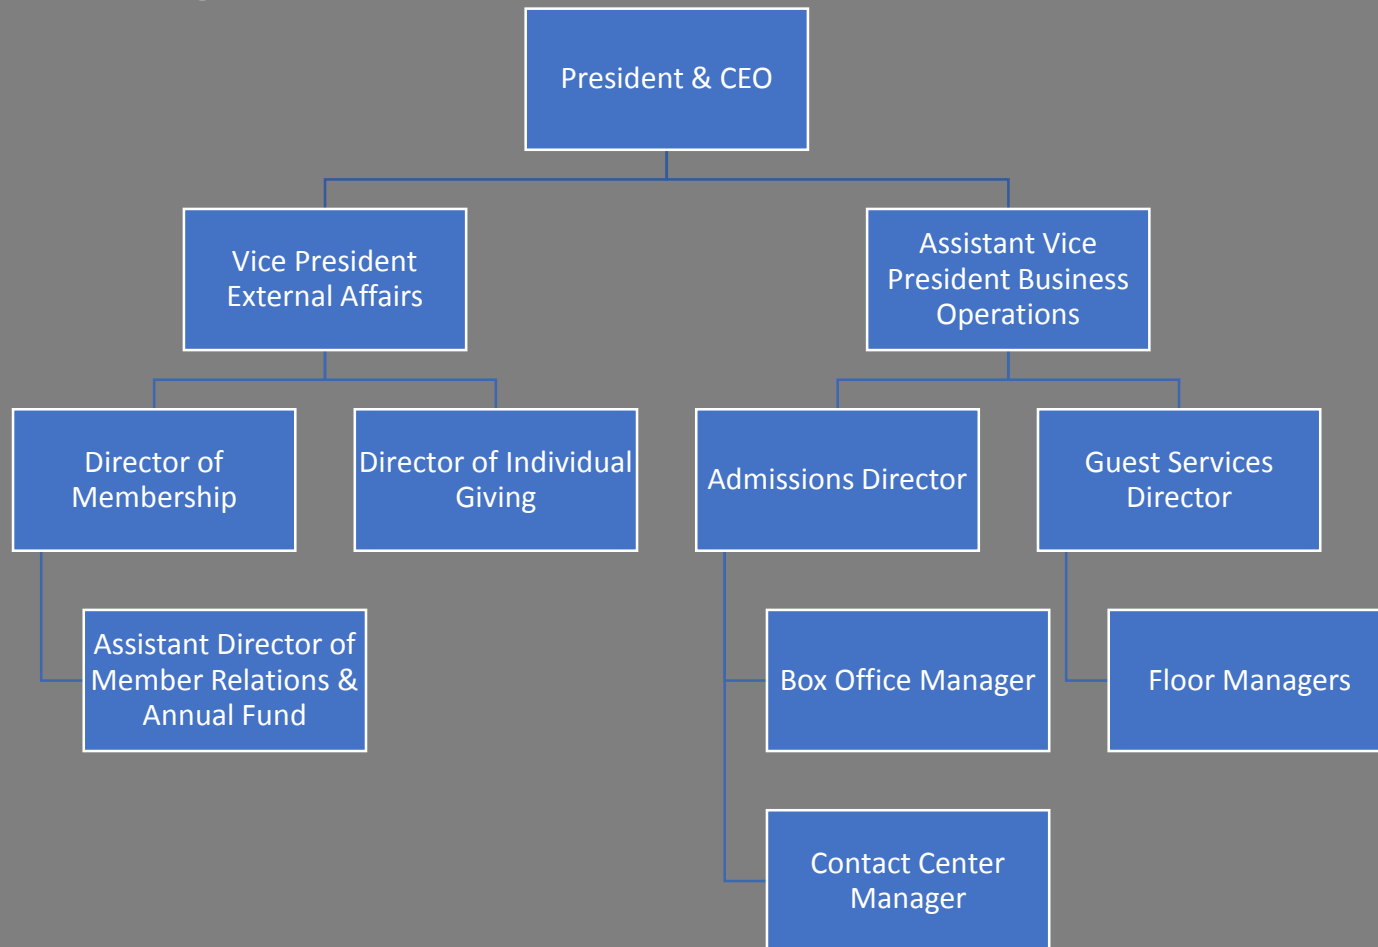 President & CEO
Vice President
External Affairs
Assistant Vice
President Business
Operations
Director of
Membership
Director of Individual
Giving
Admissions Director
Guest Services
Director
Assistant Director of
Member Relations &
Annual Fund
Box Office Manager
Floor Managers
Contact Center
Manager